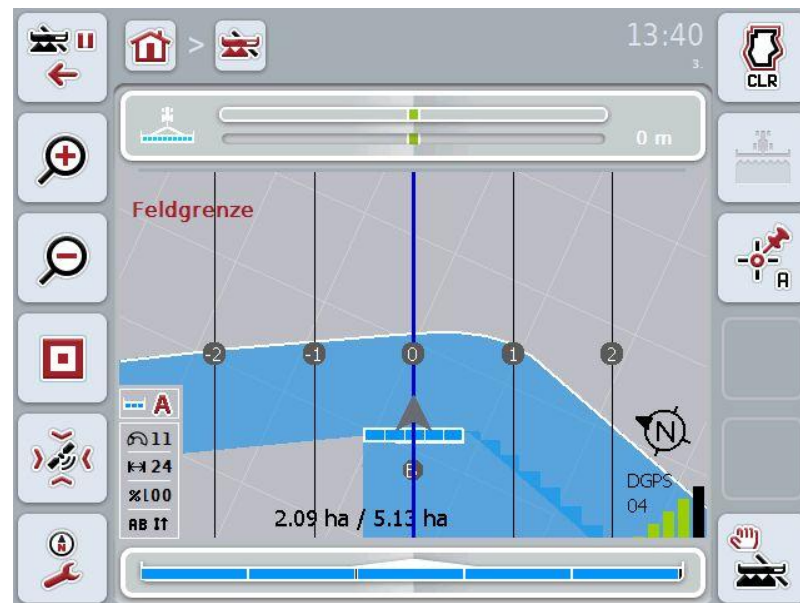 13:40
3.
CLR
0 m
Feldgrenze
-2 -1 0 1 2
A
A
11
24
%100
AB
B
N
DGPS
04
2.09 ha / 5.13 ha